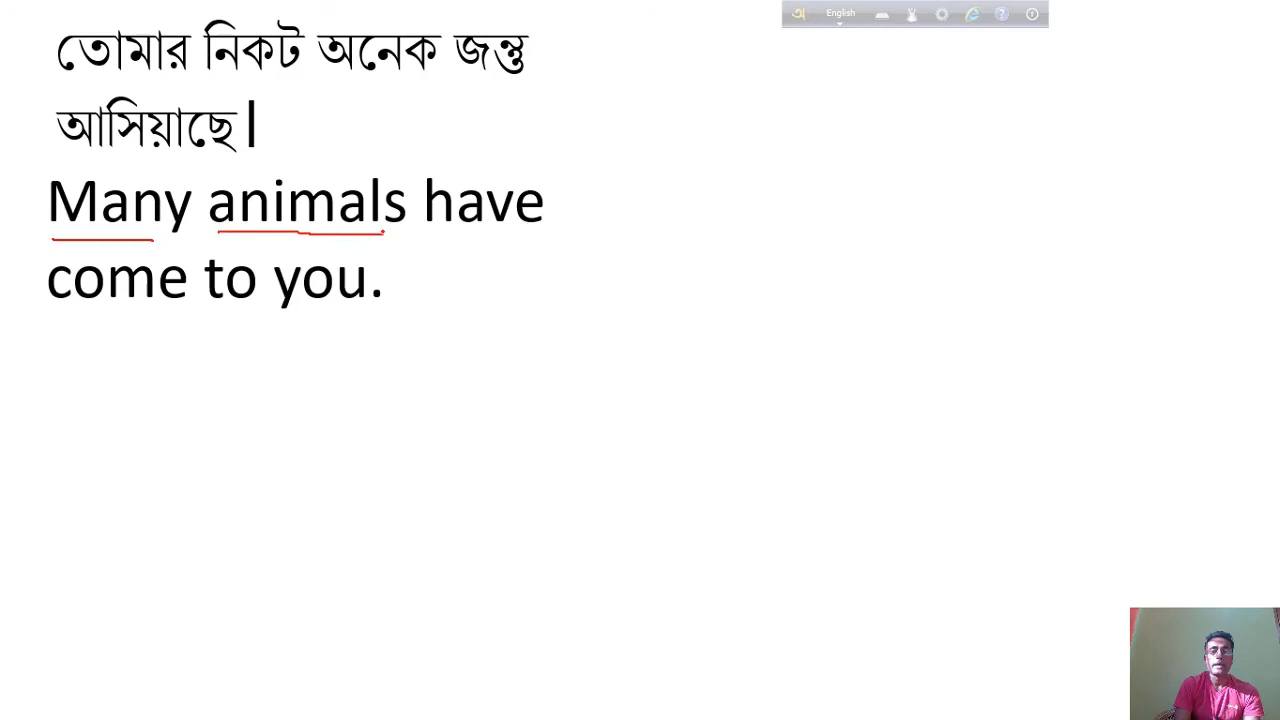 English
তোমার নিকট অনেক জন্তু
আসিয়াছে।
Many animals have
come to you.